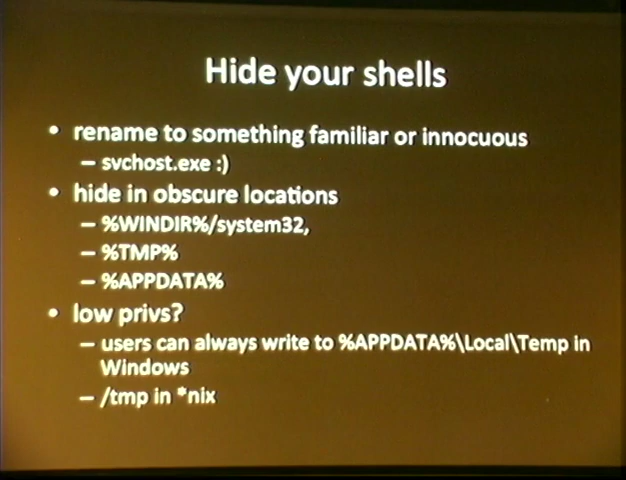 Hide your shells
• rename to something familiar or innocuous
– svchost.exe :)
• hide in obscure locations
– %WINDIR%/system32,
– %TMP%
– %APPDATA%
• low privs?
– users can always write to %APPDATA%\Local\Temp in
Windows
– /tmp in *nix